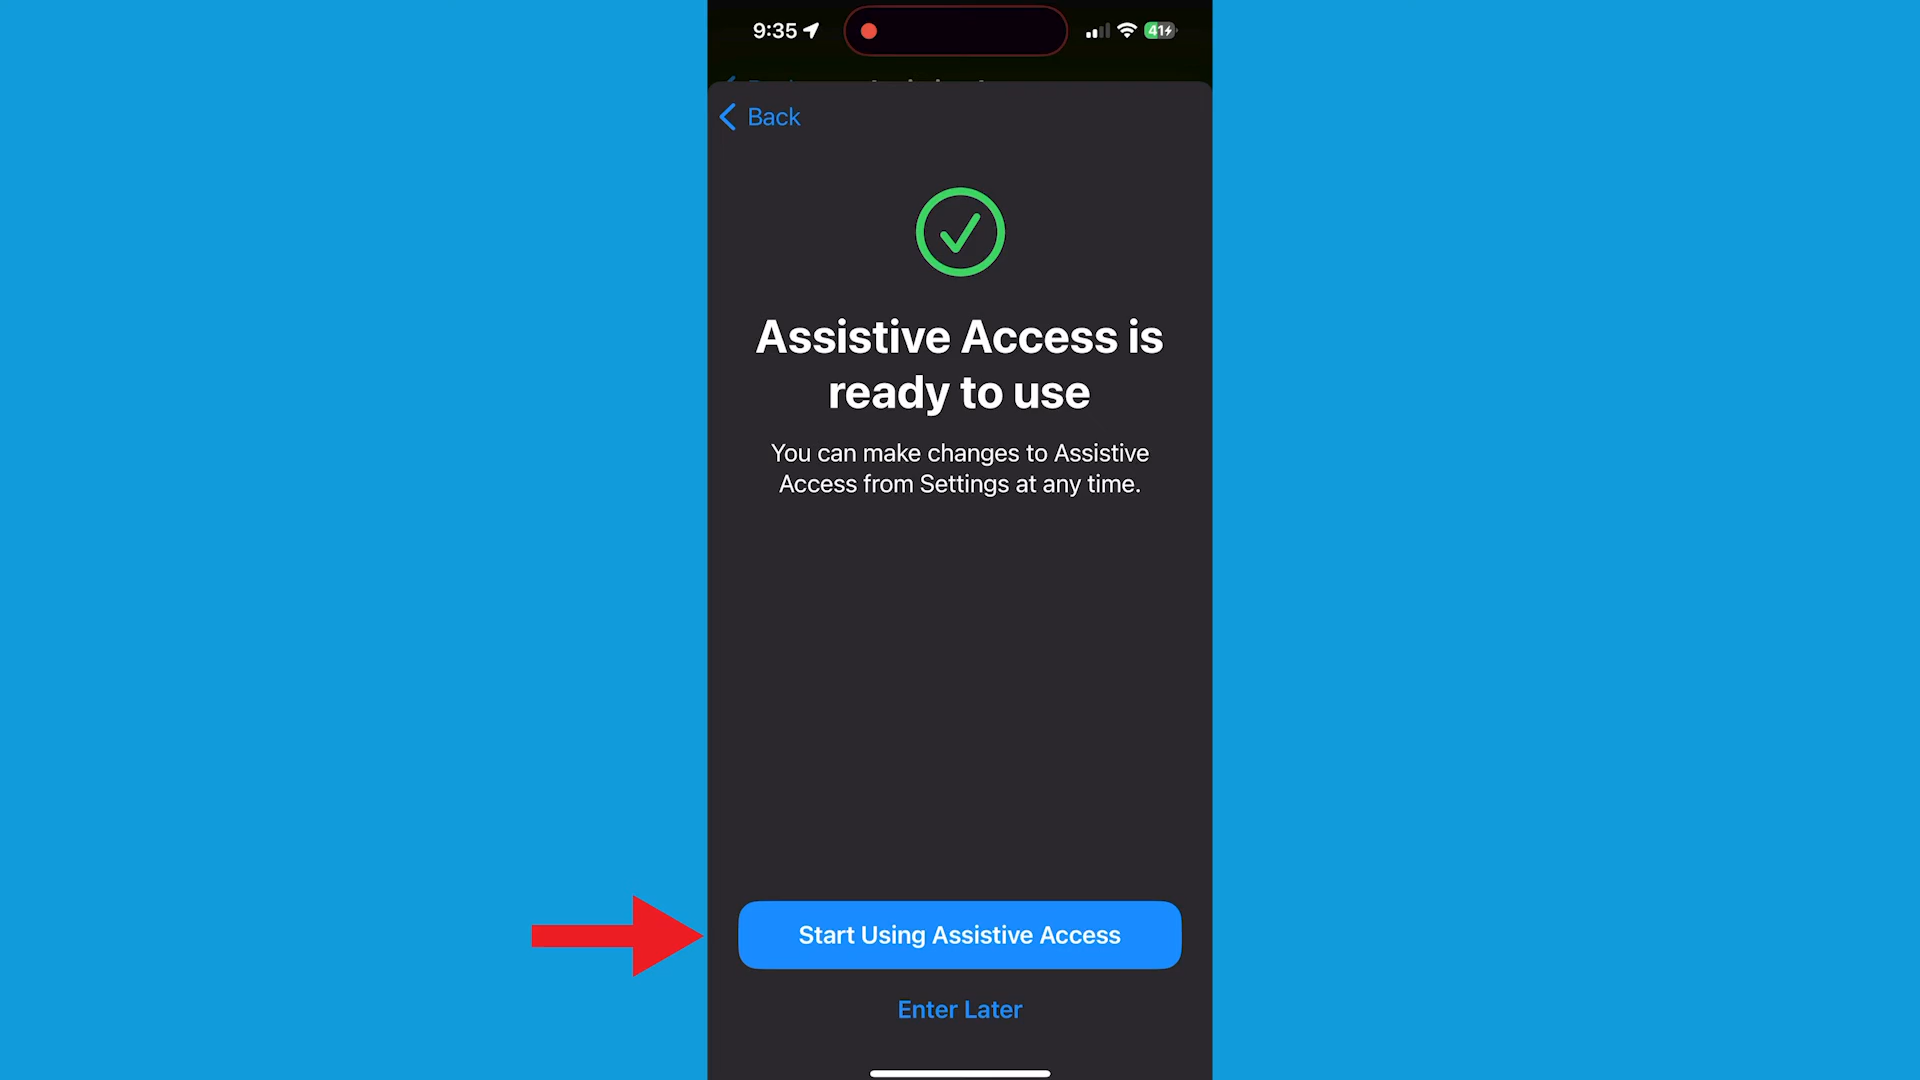 9:35
41
Back
Assistive Access is
ready to use
You can make changes to Assistive
Access from Settings at any time.
Start Using Assistive Access
Enter Later